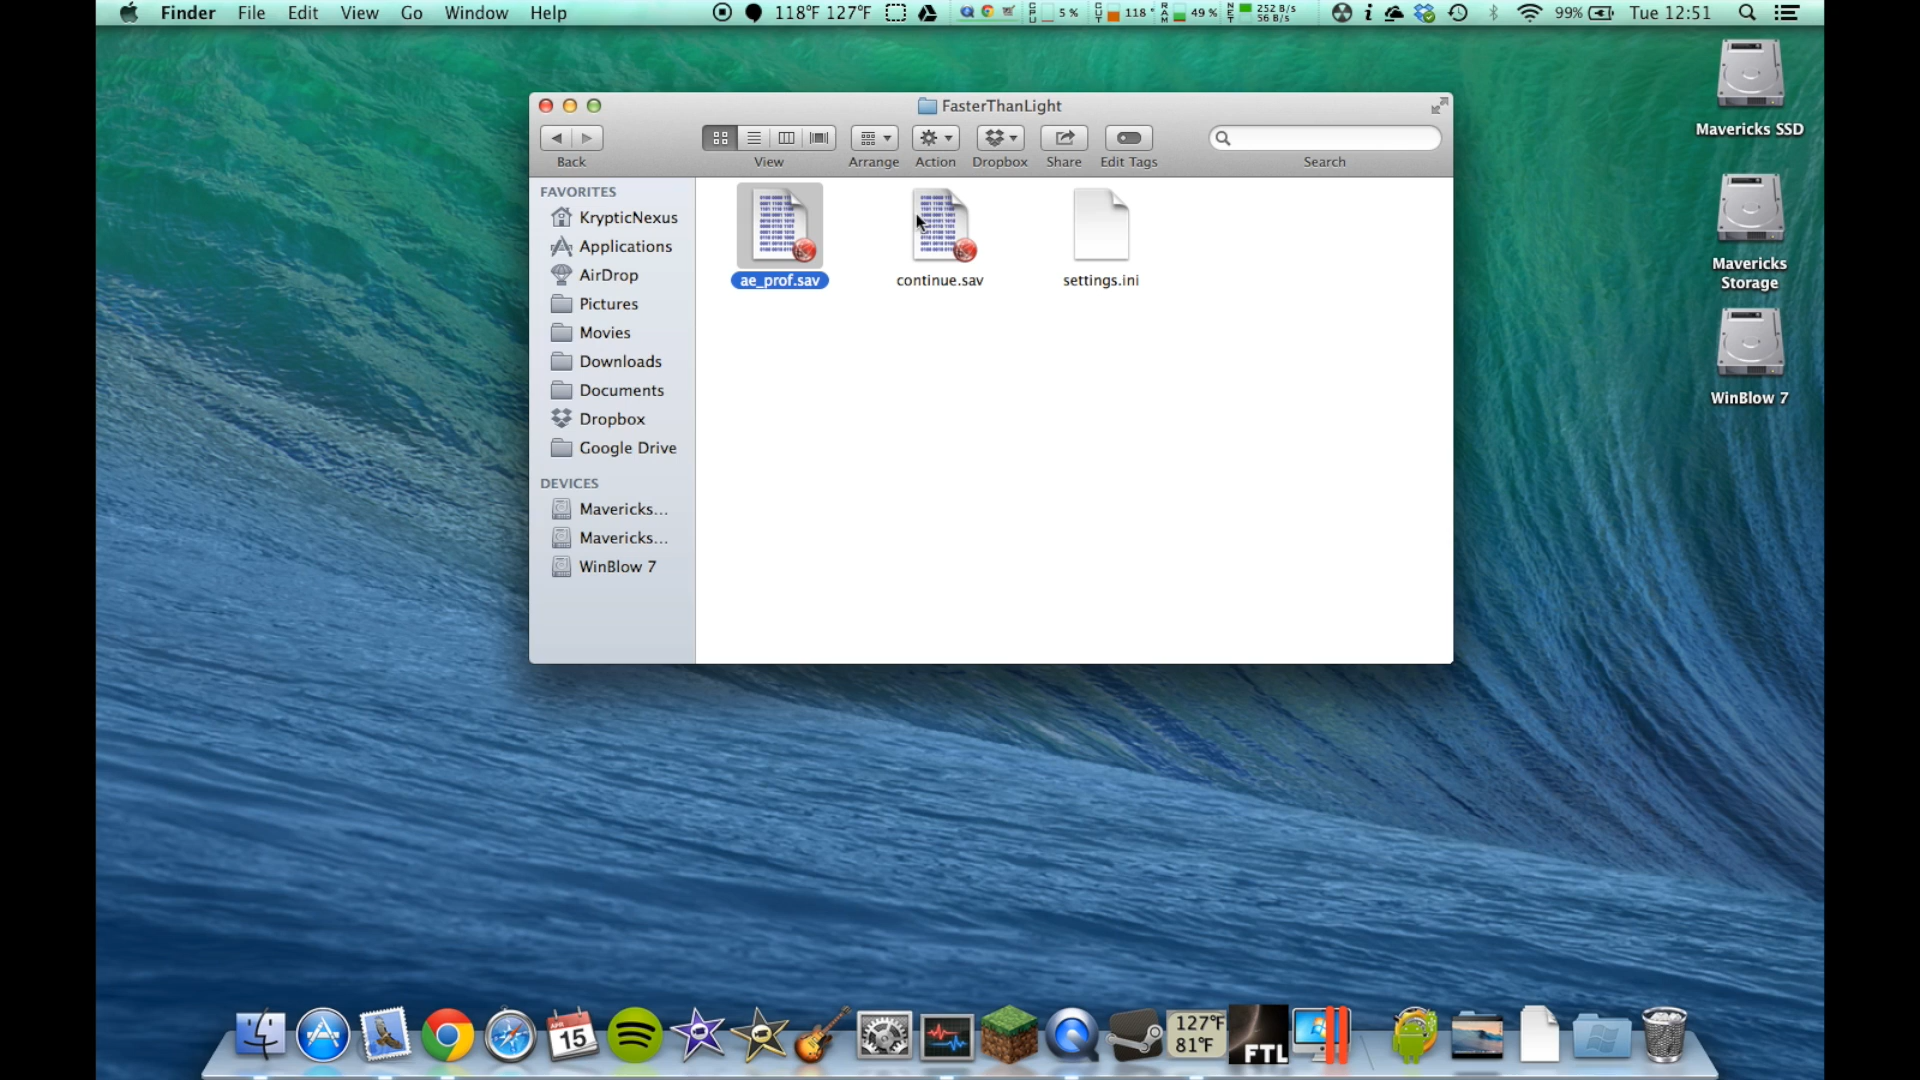 Finder File Edit View Go Window Help 118°F 127°F 5 % 118 ° 49 % 252 B/s 56 B/s 99% Tue 12:51
FasterThanLight
Back View Arrange Action Dropbox Share Edit Tags Search
FAVORITES
KrypticNexus
Applications
AirDrop
Pictures
Movies
Downloads
Documents
Dropbox
Google Drive
DEVICES
Mavericks...
Mavericks...
WinBlow 7
ae_prof.sav continue.sav settings.ini
Mavericks SSD
Mavericks
Storage
WinBlow 7
APR
15
127°F
81°F
FTL